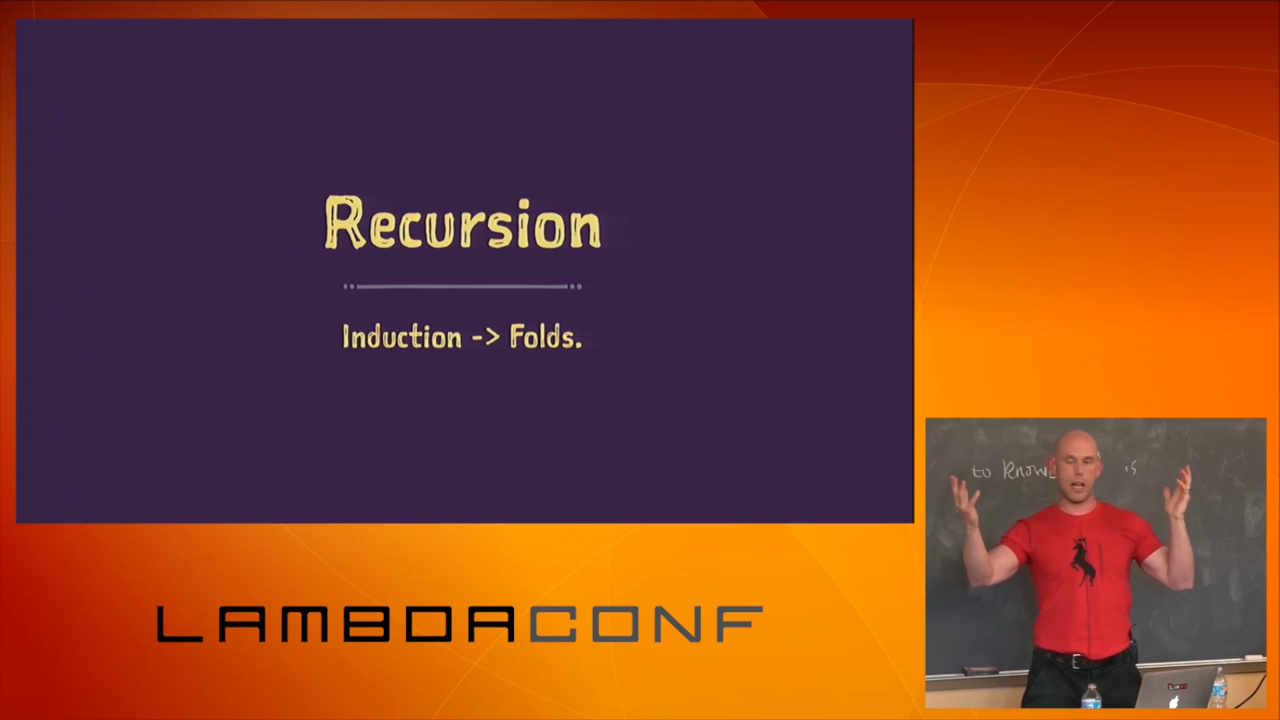 Recursion
Induction -> Folds.
to know is
LAMBDACONF